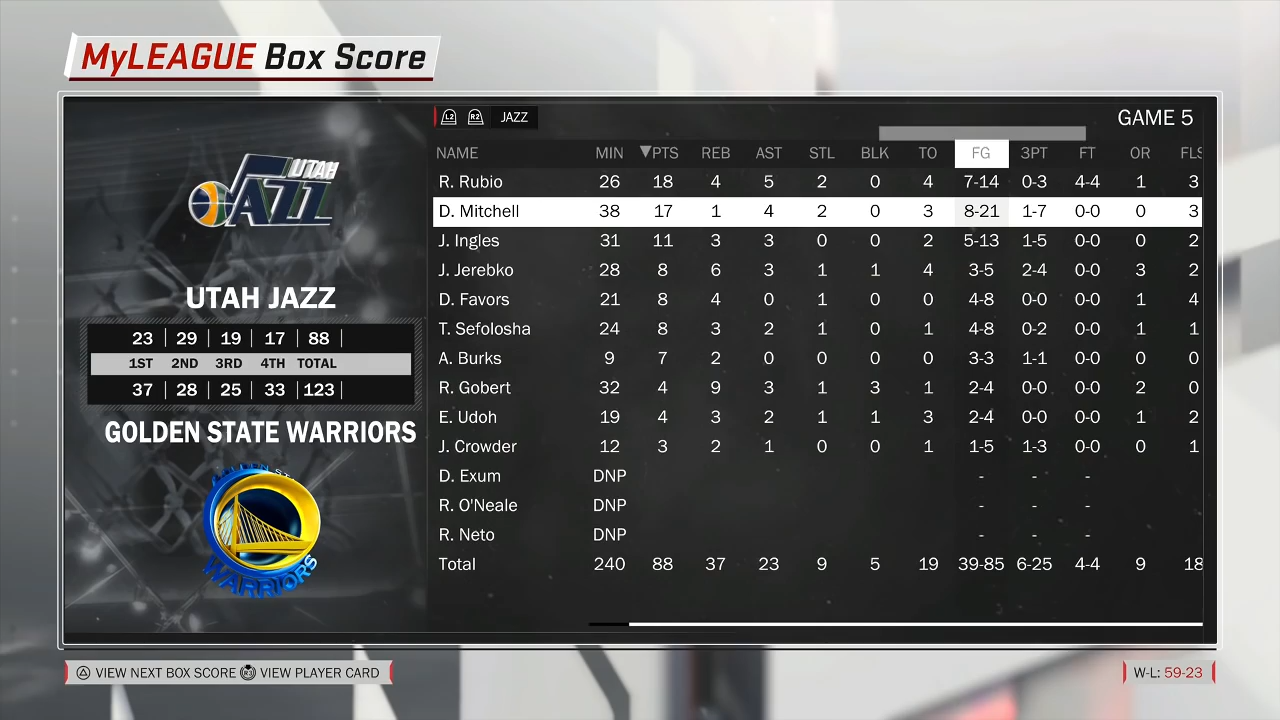 MyLEAGUE Box Score
L2 R2 JAZZ GAME 5
NAME MIN PTS REB AST STL BLK TO FG 3PT FT OR FLS
R. Rubio 26 18 4 5 2 0 4 7-14 0-3 4-4 1 3
D. Mitchell 38 17 1 4 2 0 3 8-21 1-7 0-0 0 3
J. Ingles 31 11 3 3 0 0 2 5-13 1-5 0-0 0 2
J. Jerebko 28 8 6 3 1 1 4 3-5 2-4 0-0 3 2
D. Favors 21 8 4 0 1 0 0 4-8 0-0 0-0 1 4
T. Sefolosha 24 8 3 2 1 0 1 4-8 0-2 0-0 1 1
A. Burks 9 7 2 0 0 0 0 3-3 1-1 0-0 0 0
R. Gobert 32 4 9 3 1 3 1 2-4 0-0 0-0 2 0
E. Udoh 19 4 3 2 1 1 3 2-4 0-0 0-0 1 2
J. Crowder 12 3 2 1 0 0 1 1-5 1-3 0-0 0 1
D. Exum DNP - - -
R. O'Neale DNP - - -
R. Neto DNP - - -
Total 240 88 37 23 9 5 19 39-85 6-25 4-4 9 18
UTAH
JAZZ
UTAH JAZZ
23 29 19 17 88
1ST 2ND 3RD 4TH TOTAL
37 28 25 33 123
GOLDEN STATE WARRIORS
WARRIORS
VIEW NEXT BOX SCORE R3 VIEW PLAYER CARD
W-L: 59-23